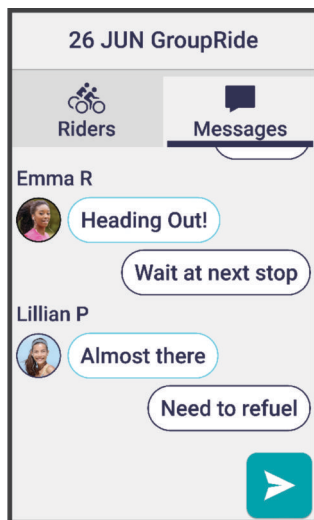 26 JUN GroupRide
Riders
Messages
Emma R
Heading Out!
Wait at next stop
Lillian P
Almost there
Need to refuel